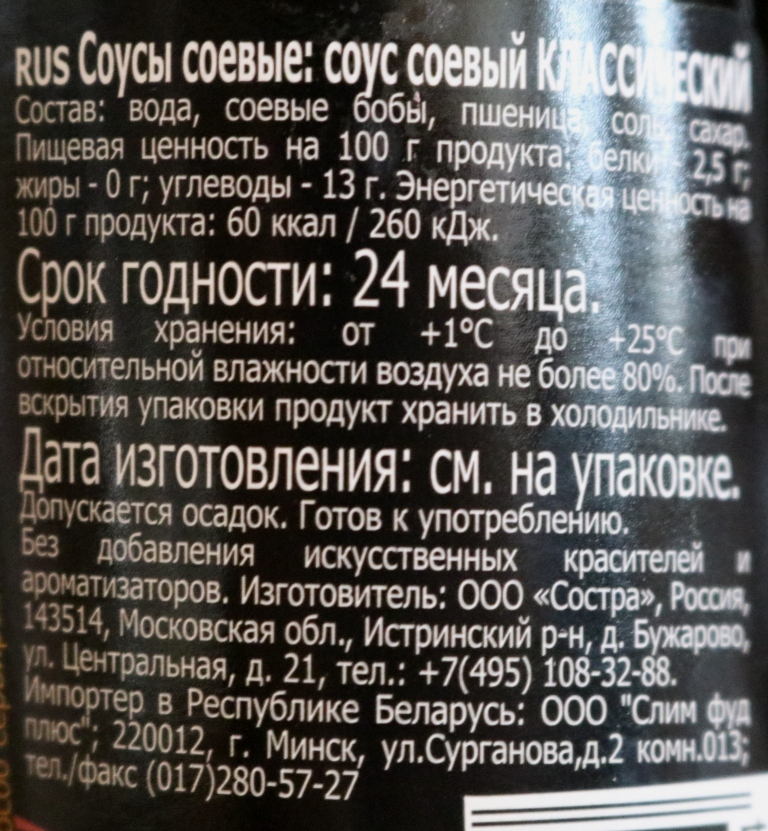 RUS Соусы соевые: соус соевый КЛАССИЧЕСКИЙ
Состав: вода, соевые бобы, пшеница, соль, сахар.
Пищевая ценность на 100 г продукта: белки - 2,5 г;
жиры - 0 г; углеводы - 13 г. Энергетическая ценность на
100 г продукта: 60 ккал / 260 кДж.
Срок годности: 24 месяца.
Условия хранения: от +1°С до +25°С при
относительной влажности воздуха не более 80%. После
вскрытия упаковки продукт хранить в холодильнике.
Дата изготовления: см. на упаковке.
Допускается осадок. Готов к употреблению.
Без добавления искусственных красителей и
ароматизаторов. Изготовитель: ООО «Состра», Россия,
143514, Московская обл., Истринский р-н, д. Бужарово,
ул. Центральная, д. 21, тел.: +7(495) 108-32-88.
Импортер в Республике Беларусь: ООО "Слим фуд
плюс"; 220012, г. Минск, ул.Сурганова,д.2 комн.013;
тел./факс (017)280-57-27